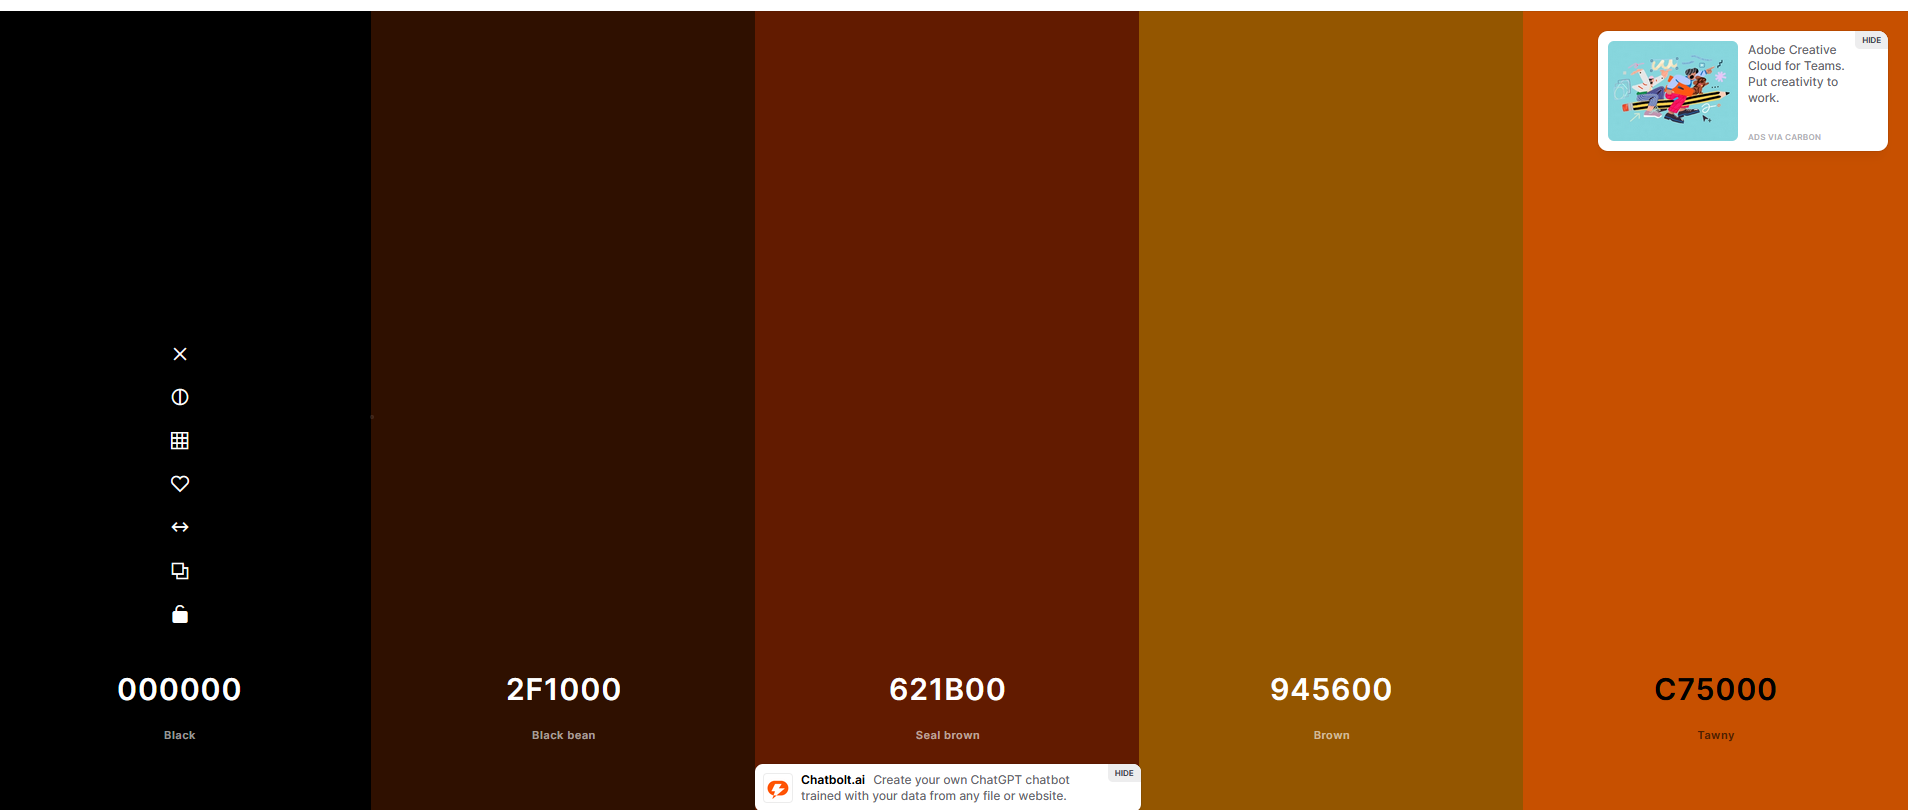 HIDE
Adobe Creative
Cloud for Teams.
Put creativity to
work.
ADS VIA CARBON
000000
Black
2F1000
Black bean
621B00
Seal brown
945600
Brown
C75000
Tawny
HIDE
Chatbolt.ai Create your own ChatGPT chatbot
trained with your data from any file or website.